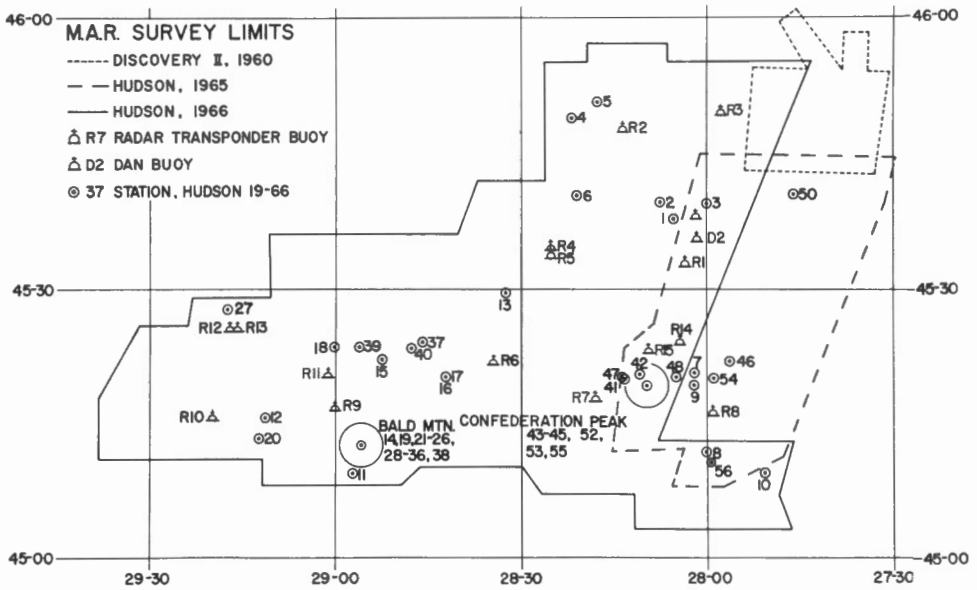 46-00
46-00
M.A.R. SURVEY LIMITS
DISCOVERY II, 1960
HUDSON, 1965
HUDSON, 1966
R7 RADAR TRANSPONDER BUOY
D2 DAN BUOY
37 STATION, HUDSON 19-66
5
4
R2
R3
6
2
3
50
1
D2
R4
R5
R1
45-30
45-30
13
27
R12
R13
R14
18
39
37
40
15
R15
R11
R6
47
42
48
7
46
17
16
41
54
9
R7
R10
12
R9
R8
20
BALD MTN.
14,19,21-26,
28-36, 38
CONFEDERATION PEAK
43-45, 52,
53,55
11
8
56
10
45-00
45-00
29-30
29-00
28-30
28-00
27-30